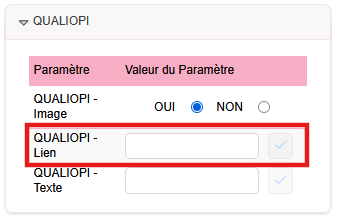 QUALIOPI
Paramètre Valeur du Paramètre
QUALIOPI -
Image
OUI NON
QUALIOPI -
Lien
QUALIOPI -
Texte